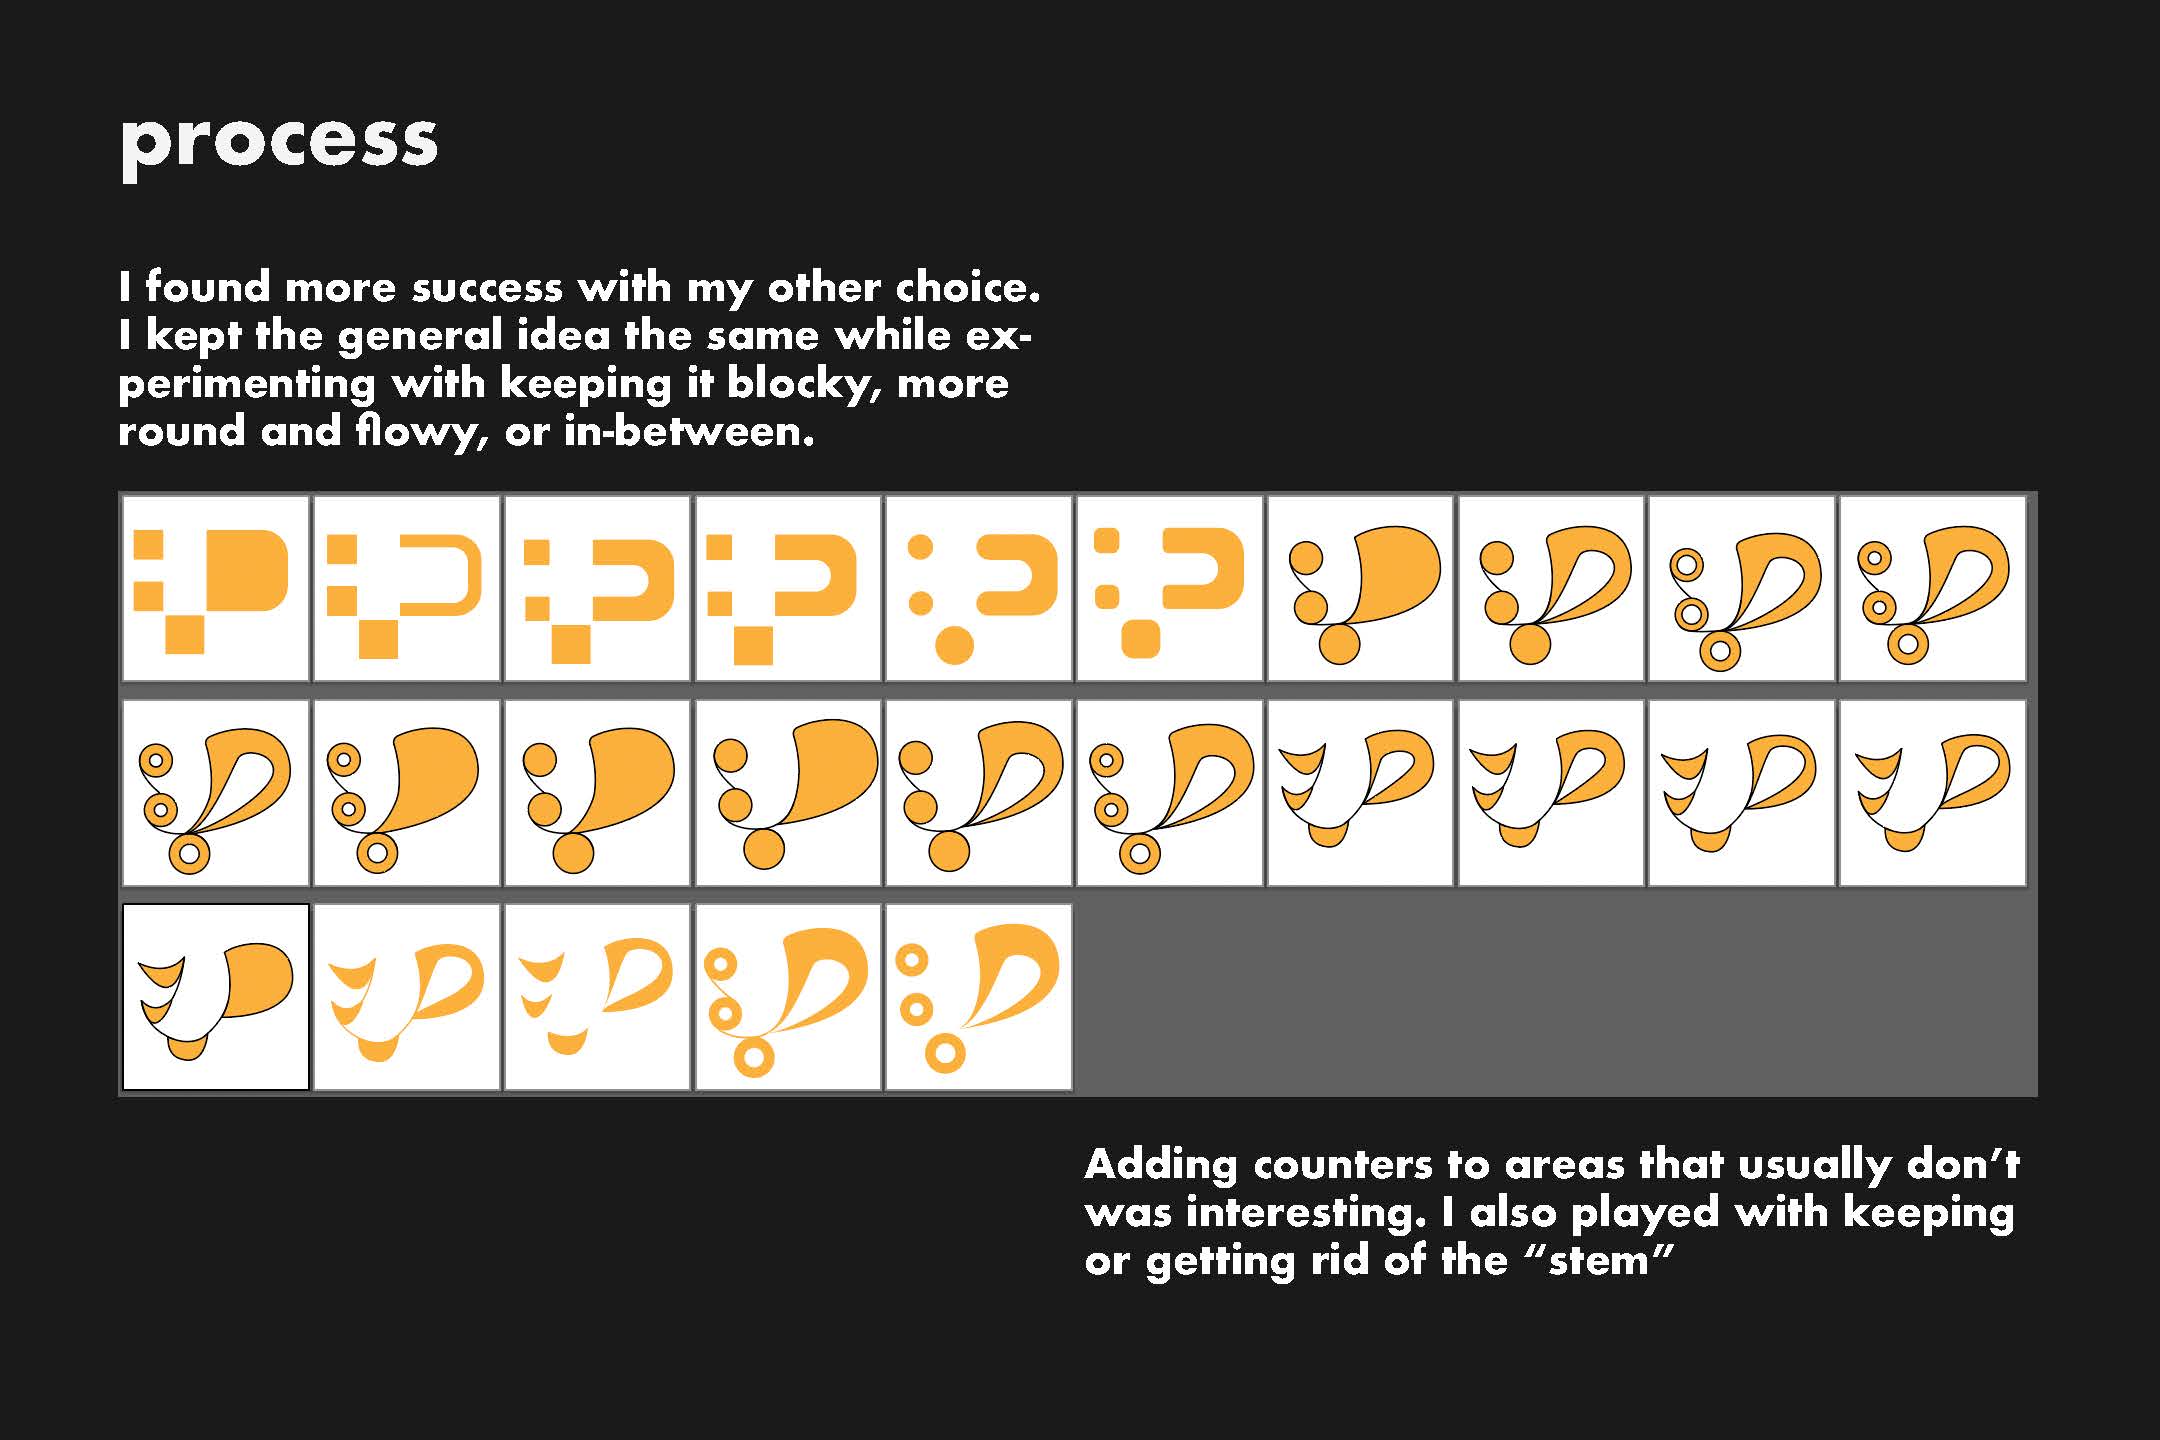 process
I found more success with my other choice.
I kept the general idea the same while ex-
perimenting with keeping it blocky, more
round and flowy, or in-between.
Adding counters to areas that usually don’t
was interesting. I also played with keeping
or getting rid of the “stem”